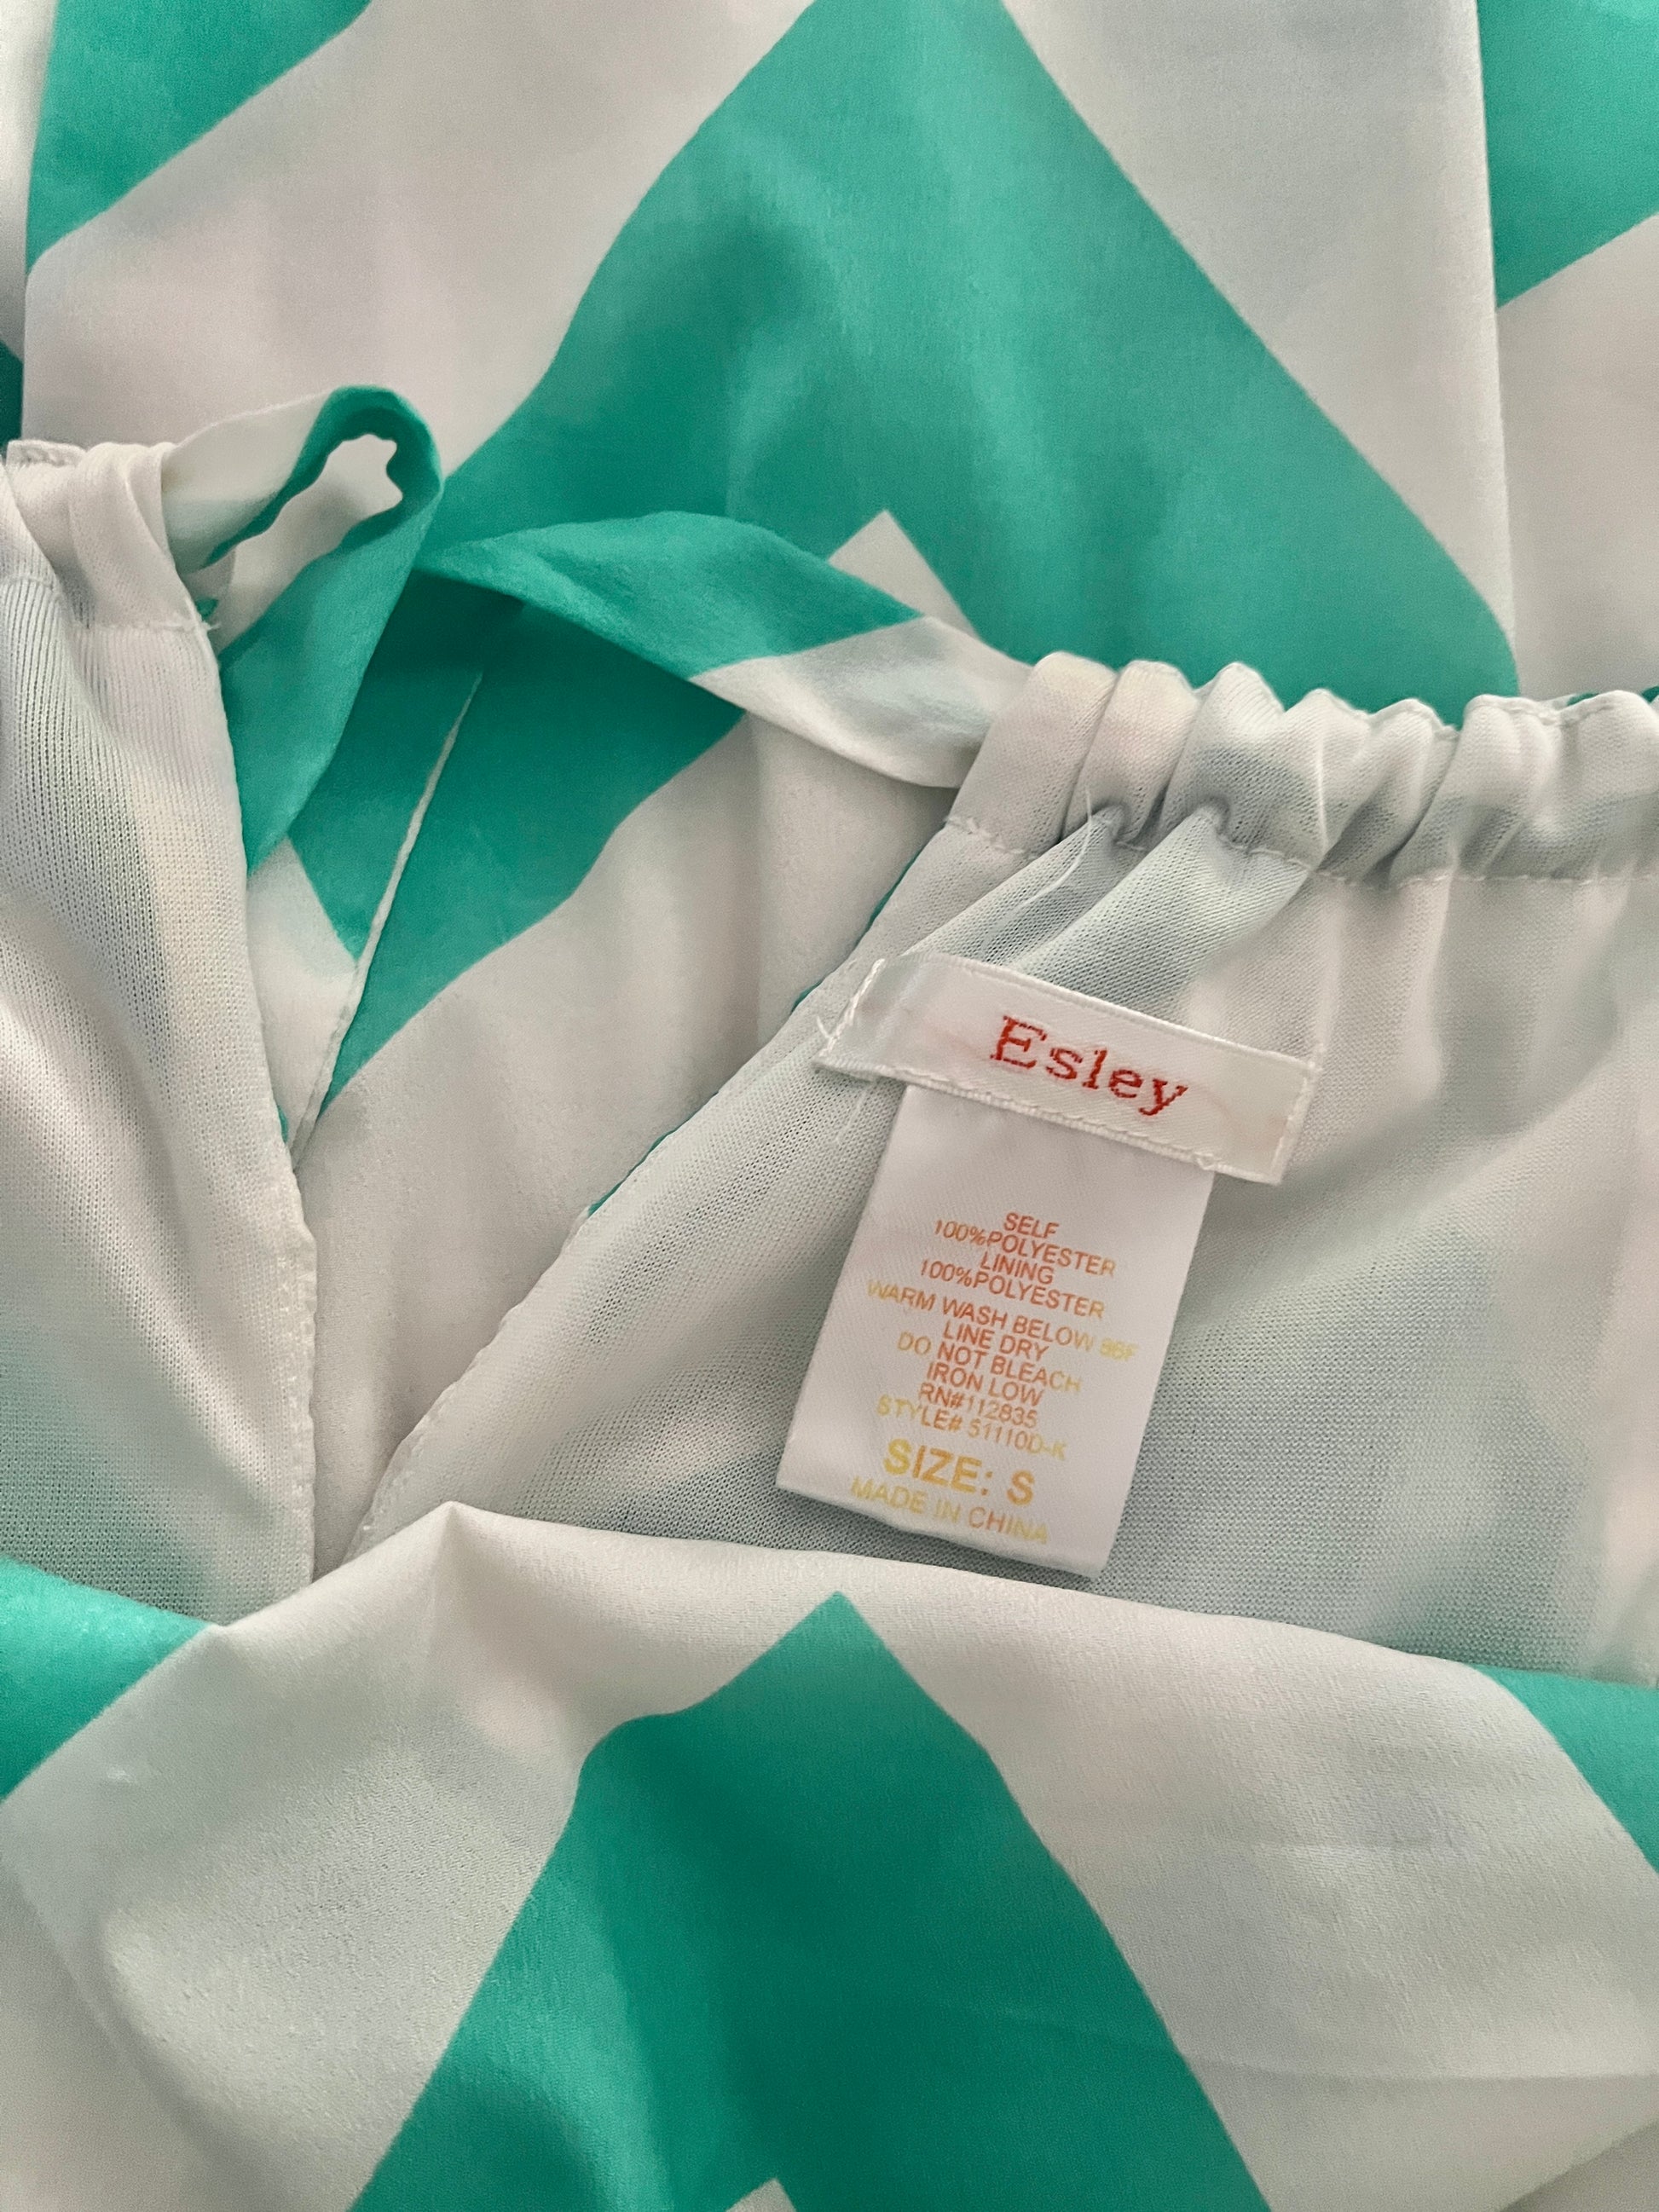 Esley
SELF
100%POLYESTER
LINING
100%POLYESTER
WARM WASH BELOW 86F
LINE DRY
DO NOT BLEACH
IRON LOW
RN#112835
STYLE# 51110D-K
SIZE: S
MADE IN CHINA